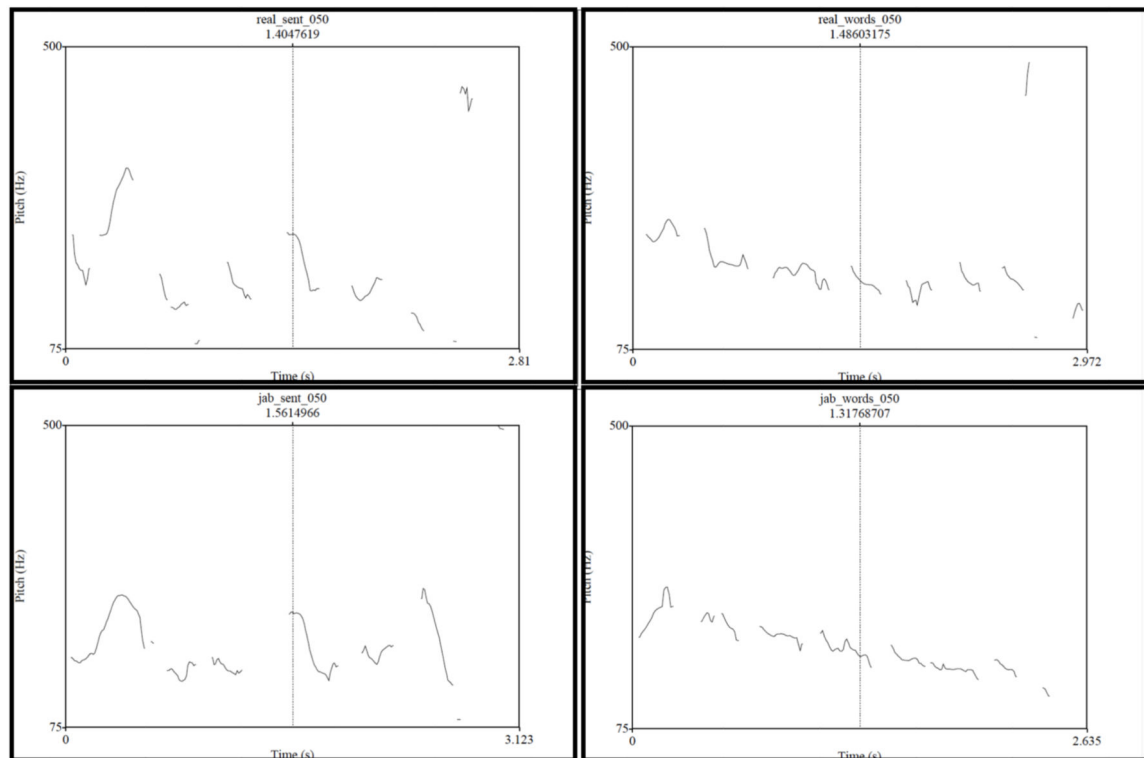 real_sent_050
1.4047619
500
Pitch (Hz)
75
0
2.81
Time (s)
real_words_050
1.48603175
500
Pitch (Hz)
75
0
2.972
Time (s)
jab_sent_050
1.5614966
500
Pitch (Hz)
75
0
3.123
Time (s)
jab_words_050
1.31768707
500
Pitch (Hz)
75
0
2.635
Time (s)